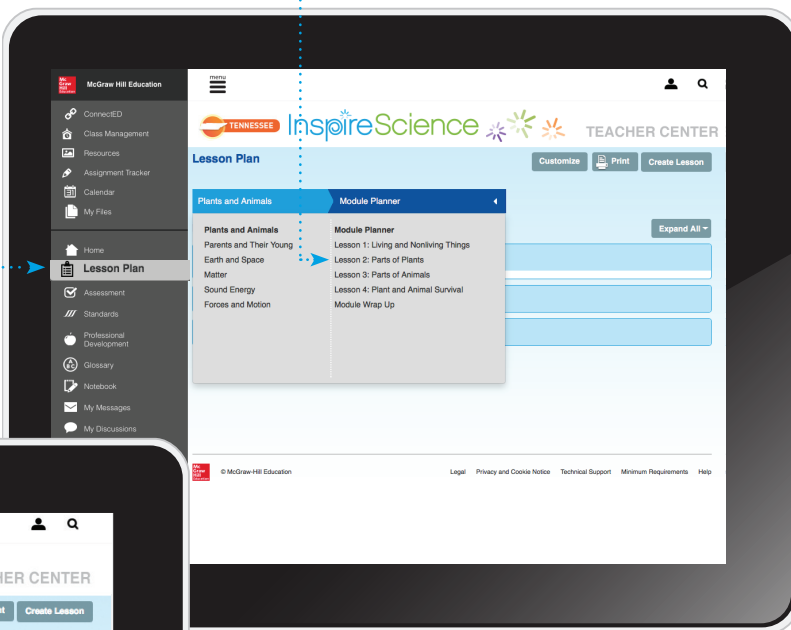 Mc
Graw
Hill
Education
McGraw Hill Education
ConnectED
Class Management
Resources
Assignment Tracker
Calendar
My Files
Home
Lesson Plan
Assessment
Standards
Professional
Development
Glossary
Notebook
My Messages
My Discussions
menu
TENNESSEE InspireScience TEACHER CENTER
Lesson Plan
Customize Print Create Lesson
Plants and Animals Module Planner
Expand All
Plants and Animals
Parents and Their Young
Earth and Space
Matter
Sound Energy
Forces and Motion
Module Planner
Lesson 1: Living and Nonliving Things
Lesson 2: Parts of Plants
Lesson 3: Parts of Animals
Lesson 4: Plant and Animal Survival
Module Wrap Up
Mc
Graw
Hill
Education
© McGraw-Hill Education Legal Privacy and Cookie Notice Technical Support Minimum Requirements Help
HER CENTER
Create Lesson